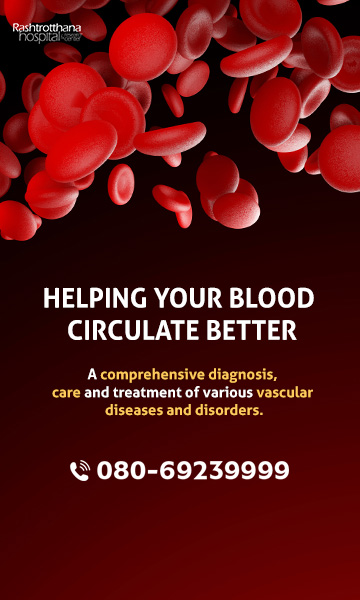 Rashtrotthana
hospital
HELPING YOUR BLOOD
CIRCULATE BETTER
A comprehensive diagnosis,
care and treatment of various vascular
diseases and disorders.
080-69239999